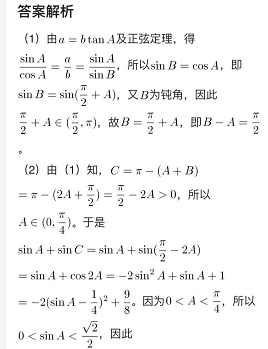 答案解析
（1）由a = b tan A及正弦定理，得
sin A/cos A = a/b = sin A/sin B，所以sin B = cos A，即
sin B = sin(π/2 + A)，又B为钝角，因此
π/2 + A ∈ (π/2, π)，故B = π/2 + A，即B − A = π/2
。
（2）由（1）知，C = π − (A + B)
= π − (2A + π/2) = π/2 − 2A > 0，所以
A ∈ (0, π/4)。于是
sin A + sin C = sin A + sin(π/2 − 2A)
= sin A + cos 2A = −2 sin² A + sin A + 1
= −2(sin A − 1/4)² + 9/8。因为0 < A < π/4，所以
0 < sin A < √2/2，因此